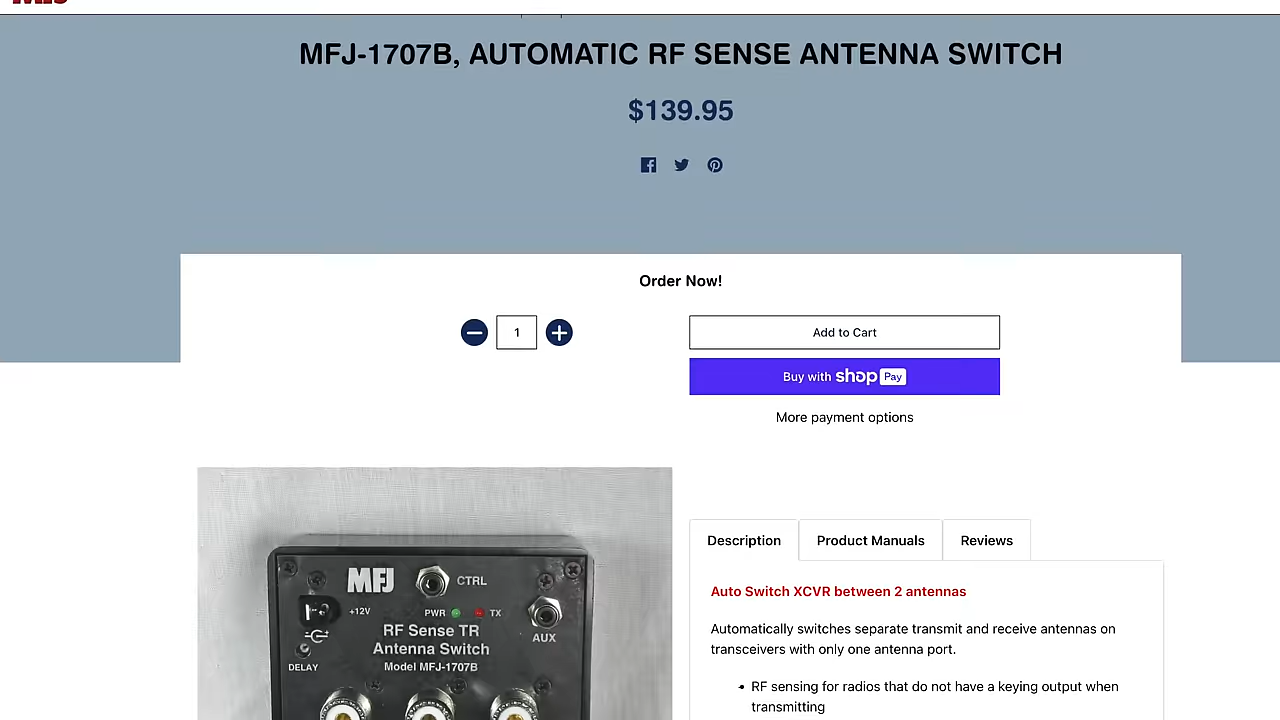 MFJ-1707B, AUTOMATIC RF SENSE ANTENNA SWITCH
$139.95
Order Now!
1
Add to Cart
Buy with shop Pay
More payment options
Description
Product Manuals
Reviews
Auto Switch XCVR between 2 antennas
Automatically switches separate transmit and receive antennas on
transceivers with only one antenna port.
• RF sensing for radios that do not have a keying output when
transmitting
MFJ
CTRL
+12V
PWR
TX
RF Sense TR
Antenna Switch
Model MFJ-1707B
AUX
DELAY